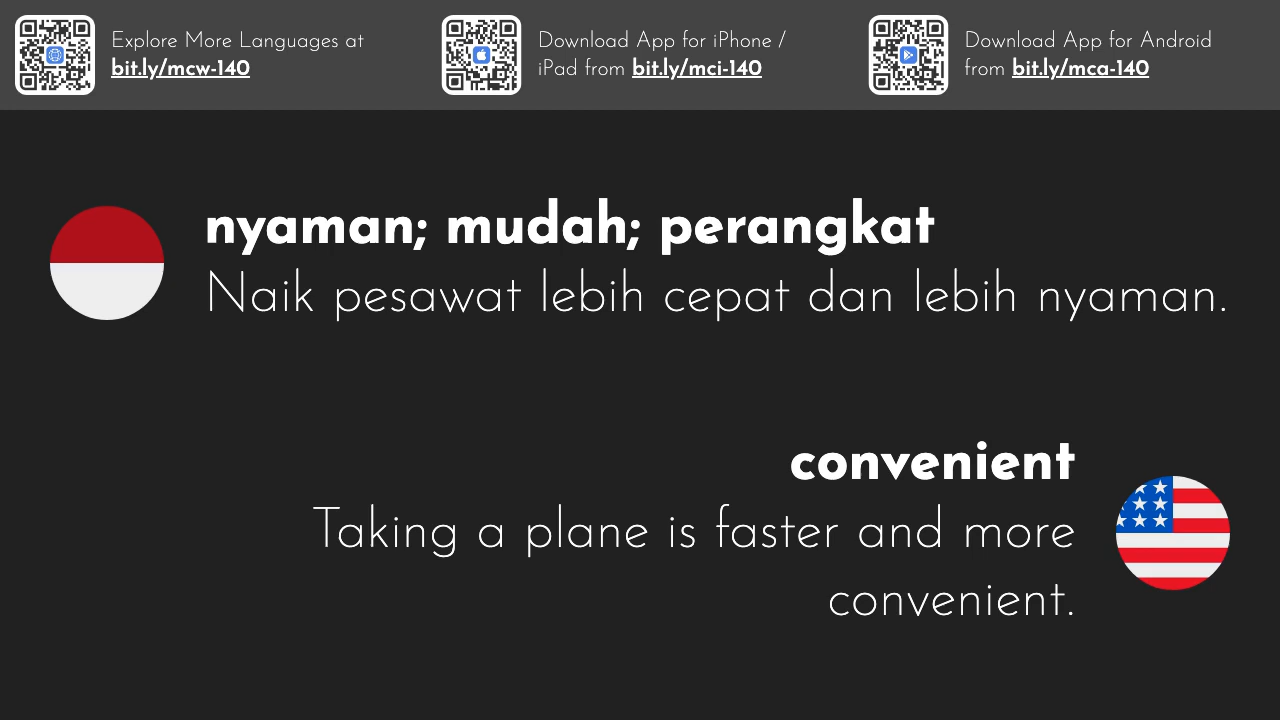 Explore More Languages at
bit.ly/mcw-140
Download App for iPhone /
iPad from bit.ly/mci-140
Download App for Android
from bit.ly/mca-140
nyaman; mudah; perangkat
Naik pesawat lebih cepat dan lebih nyaman.
convenient
Taking a plane is faster and more
convenient.